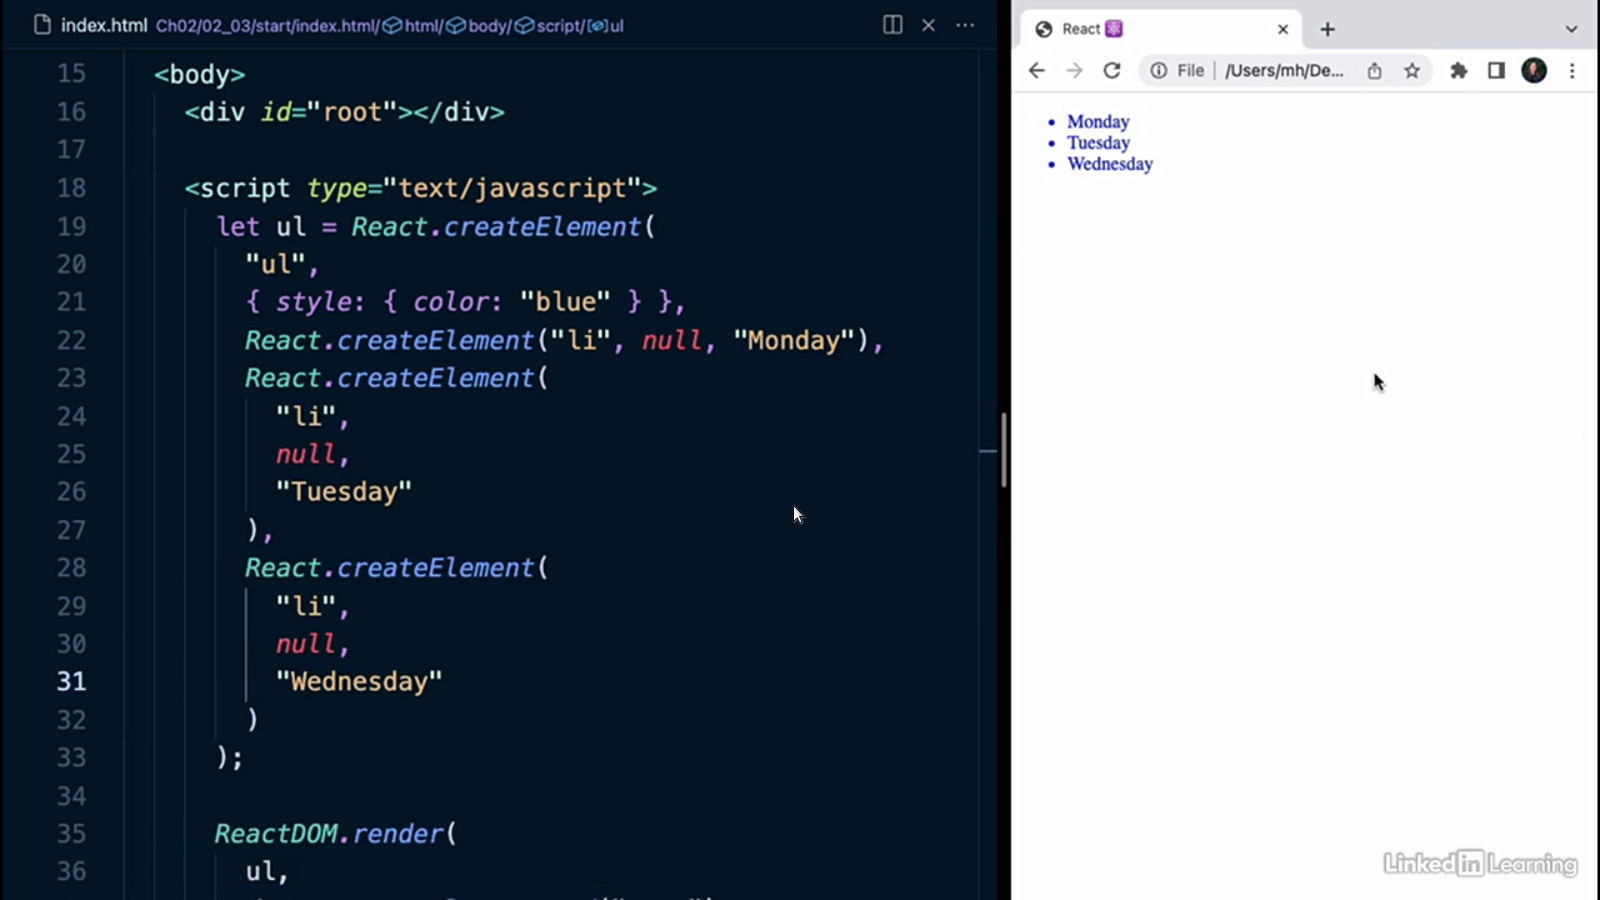 index.html Ch02/02_03/start/index.html/ html/ body/ script/ ul
15 <body>
16 <div id="root"></div>
17
18 <script type="text/javascript">
19 let ul = React.createElement(
20 "ul",
21 { style: { color: "blue" } },
22 React.createElement("li", null, "Monday"),
23 React.createElement(
24 "li",
25 null,
26 "Tuesday"
27 ),
28 React.createElement(
29 "li",
30 null,
31 "Wednesday"
32 )
33 );
34
35 ReactDOM.render(
36 ul,
React
File /Users/mh/De...
• Monday
• Tuesday
• Wednesday
Linked in Learning